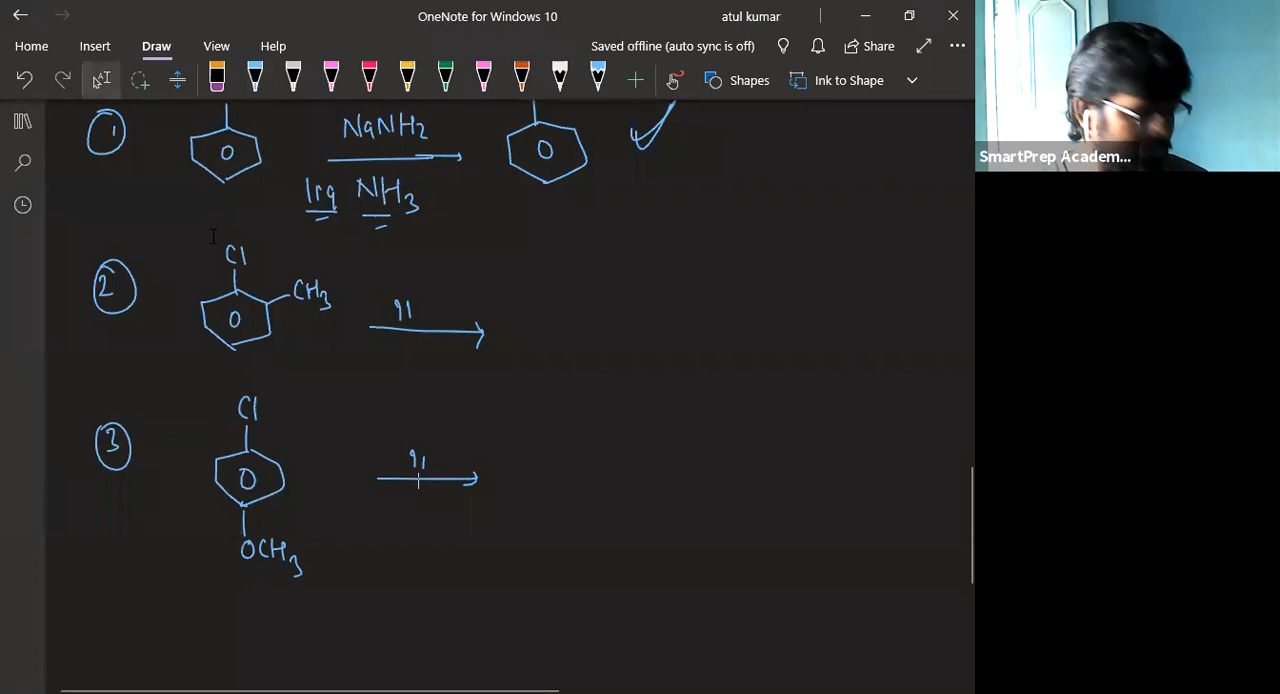 OneNote for Windows 10
atul kumar
Home Insert Draw View Help
Saved offline (auto sync is off)
Share
Shapes
Ink to Shape
SmartPrep Academ...
1
NaNH2
liq NH3
2
Cl
CH3
"
3
Cl
"
OCH3